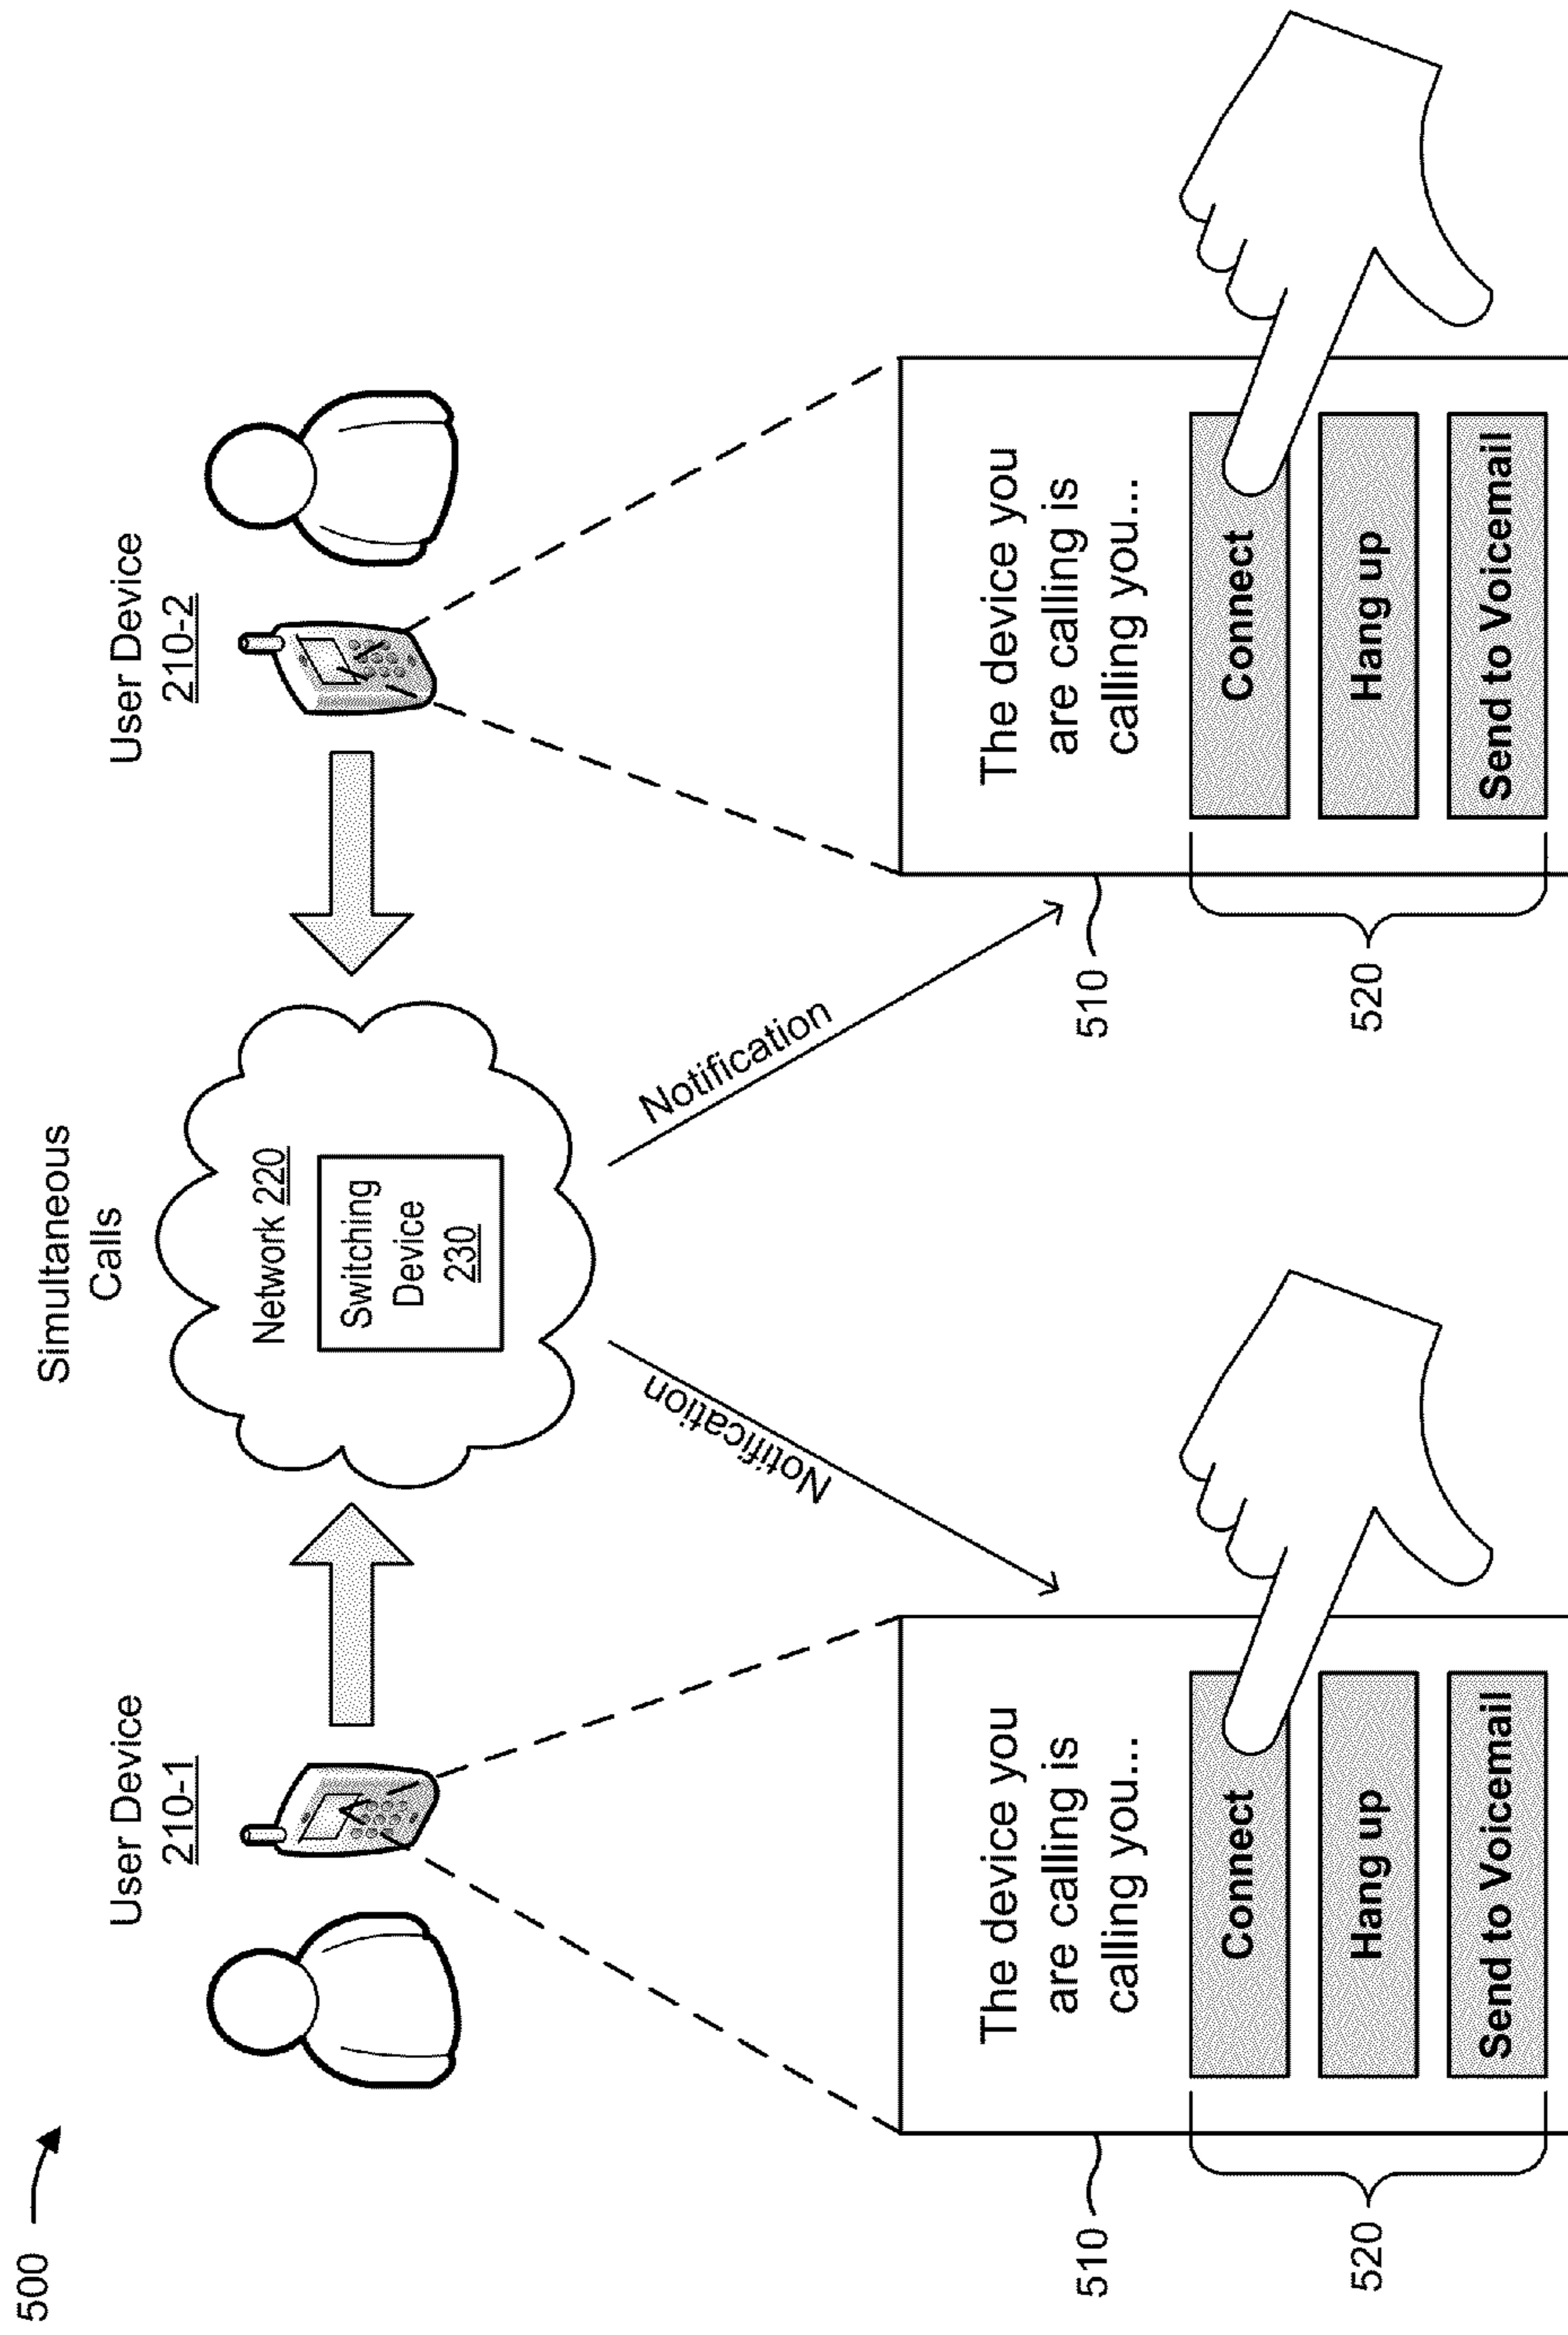 500
Simultaneous
Calls
User Device
210-1
User Device
210-2
Network 220
Switching
Device
230
Notification
Notification
510
The device you
are calling is
calling you...
Connect
Hang up
Send to Voicemail
520
510
The device you
are calling is
calling you...
Connect
Hang up
Send to Voicemail
520